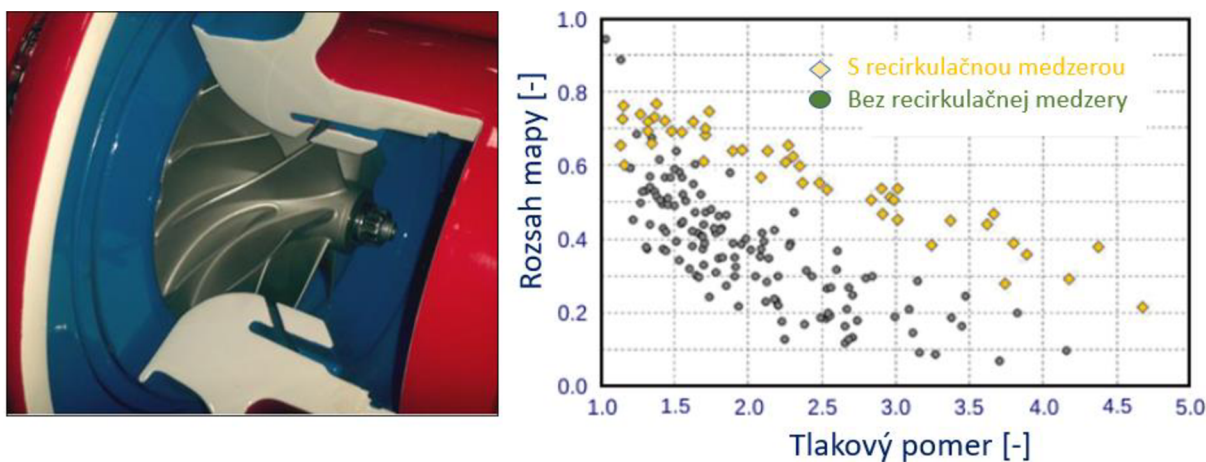 1.0
0.8
0.6
0.4
0.2
0.0
Rozsah mapy [-]
S recirkulačnou medzerou
Bez recirkulačnej medzery
1.0 1.5 2.0 2.5 3.0 3.5 4.0 4.5 5.0
Tlakový pomer [-]